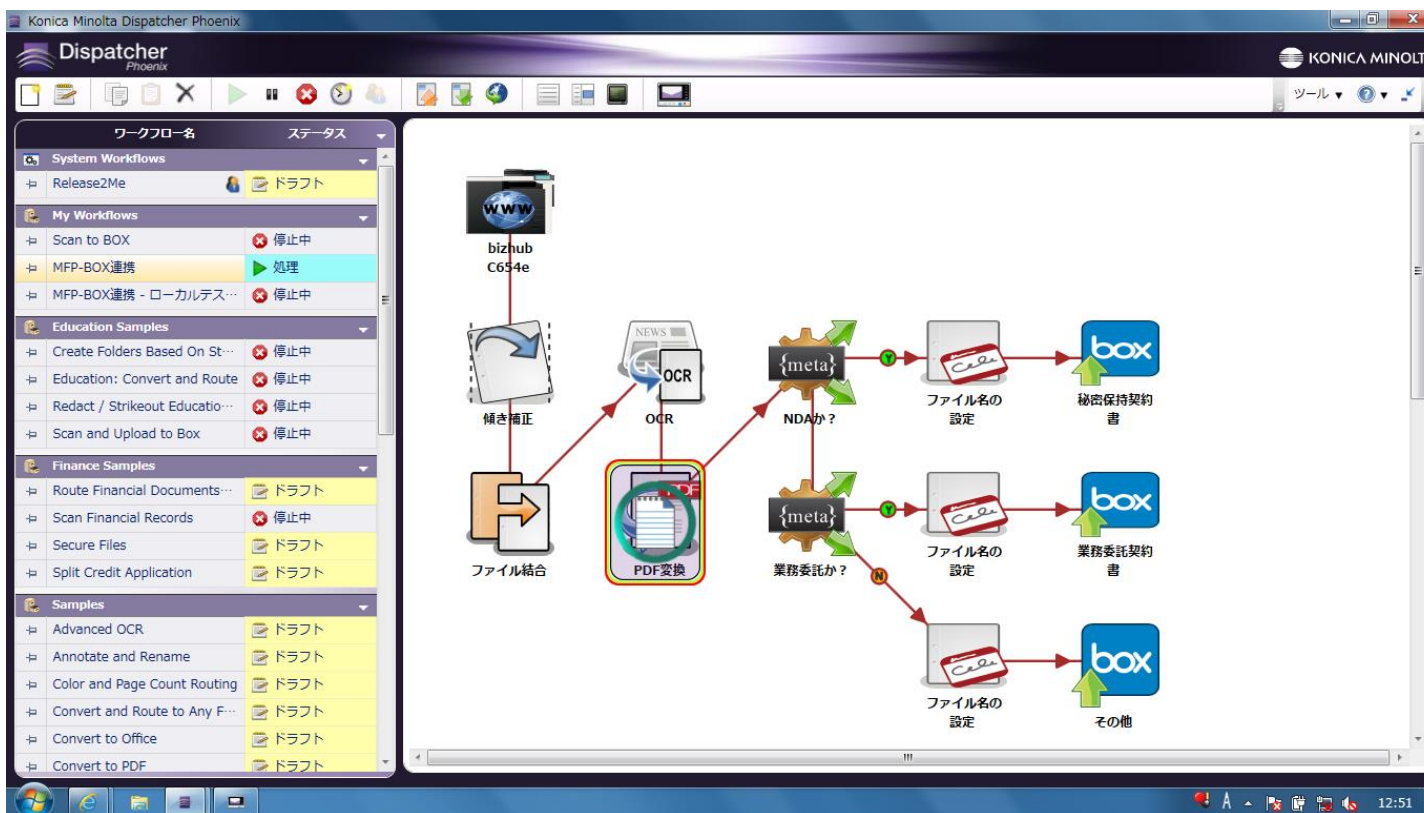 Konica Minolta Dispatcher Phoenix
Dispatcher
Phoenix
KONICA MINOLT
ツール
ワークフロー名 ステータス
System Workflows
Release2Me ドラフト
My Workflows
Scan to BOX 停止中
MFP-BOX連携 処理
MFP-BOX連携 - ローカルテス… 停止中
Education Samples
Create Folders Based On St… 停止中
Education: Convert and Route 停止中
Redact / Strikeout Educatio… 停止中
Scan and Upload to Box 停止中
Finance Samples
Route Financial Documents… ドラフト
Scan Financial Records 停止中
Secure Files ドラフト
Split Credit Application ドラフト
Samples
Advanced OCR ドラフト
Annotate and Rename ドラフト
Color and Page Count Routing ドラフト
Convert and Route to Any F… ドラフト
Convert to Office ドラフト
Convert to PDF ドラフト
www
bizhub
C654e
傾き補正
NEWS
OCR
OCR
{meta}
NDAか？
Y
ファイル名の
設定
box
秘密保持契約
書
ファイル結合
PDF
PDF変換
{meta}
業務委託か？
Y
N
ファイル名の
設定
box
業務委託契約
書
ファイル名の
設定
box
その他
A
12:51